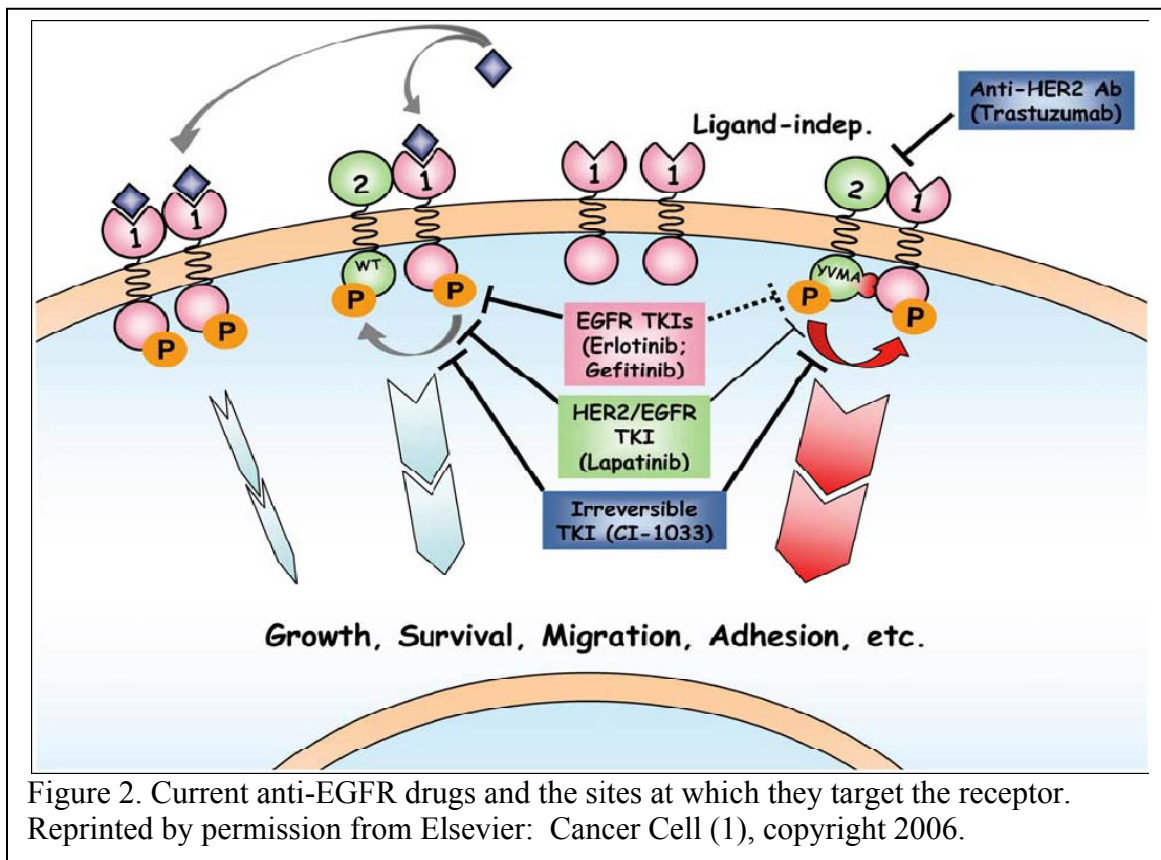 Anti-HER2 Ab
(Trastuzumab)
Ligand-indep.
2
1
1
1
2
1
1
1
WT
YVMA
P
P
P
P
P
P
EGFR TKIs
(Erlotinib;
Gefitinib)
HER2/EGFR
TKI
(Lapatinib)
Irreversible
TKI (CI-1033)
Growth, Survival, Migration, Adhesion, etc.
Figure 2. Current anti-EGFR drugs and the sites at which they target the receptor.
Reprinted by permission from Elsevier: Cancer Cell (1), copyright 2006.